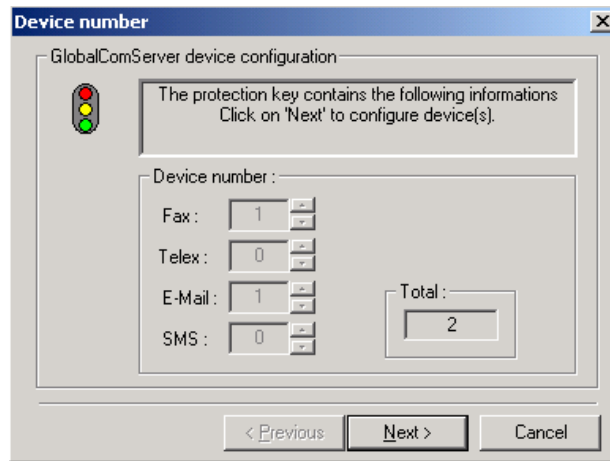 Device number
GlobalComServer device configuration
The protection key contains the following informations
Click on 'Next' to configure device(s).
Device number :
Fax : 1
Telex : 0
E-Mail : 1
SMS : 0
Total :
2
< Previous
Next >
Cancel